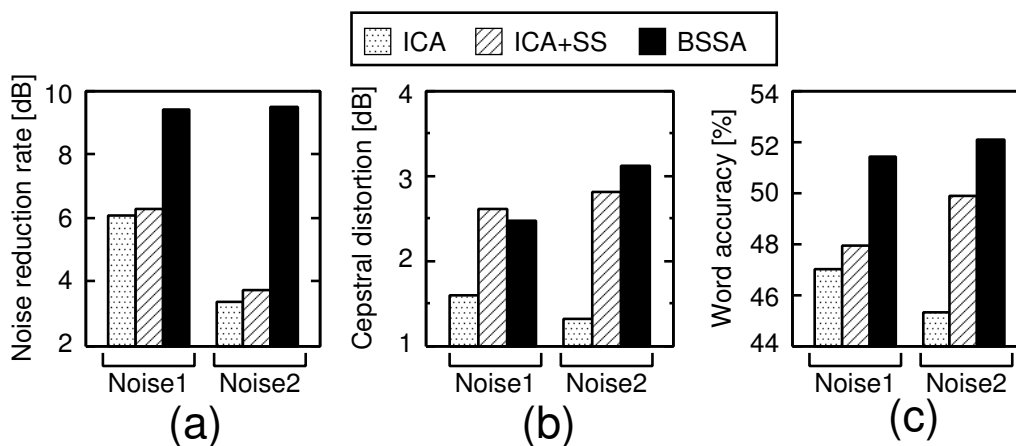 ICA ICA+SS BSSA
Noise reduction rate [dB]
10
8
6
4
2
Noise1 Noise2
(a)
Cepstral distortion [dB]
4
3
2
1
Noise1 Noise2
(b)
Word accuracy [%]
54
52
50
48
46
44
Noise1 Noise2
(c)